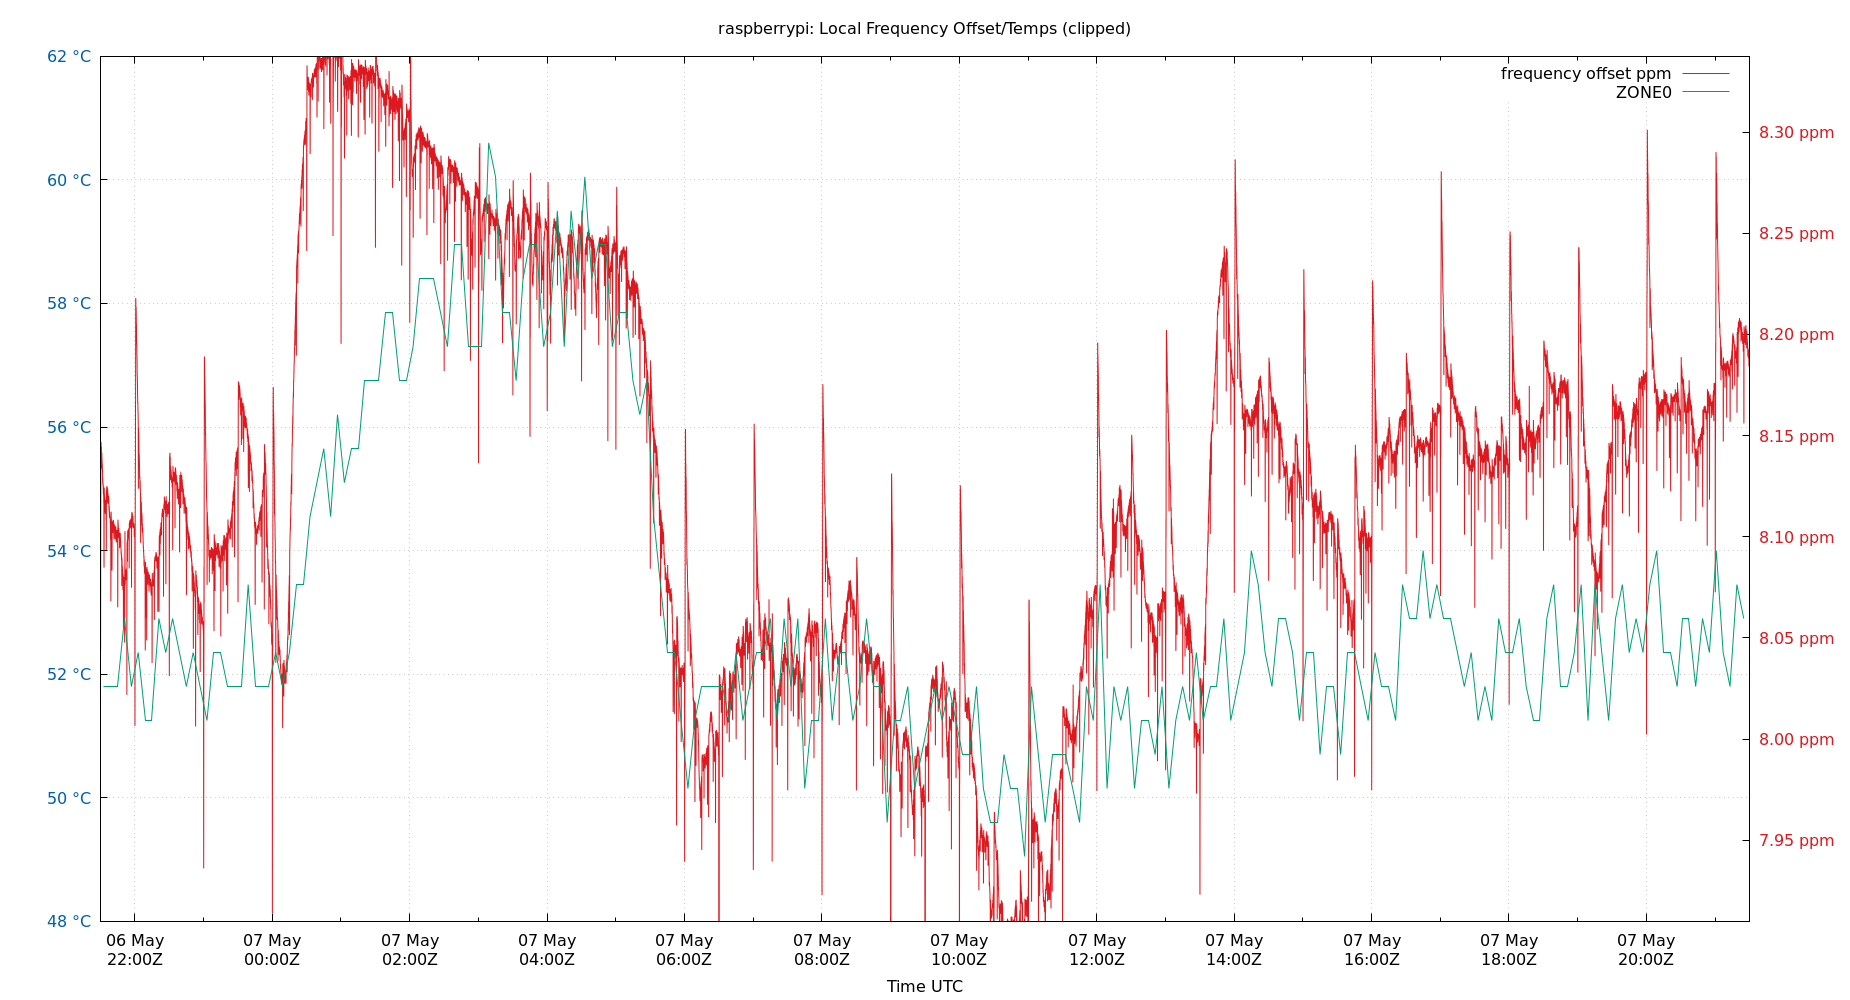 raspberrypi: Local Frequency Offset/Temps (clipped)
frequency offset ppm
ZONE0
62 °C
60 °C
58 °C
56 °C
54 °C
52 °C
50 °C
48 °C
8.30 ppm
8.25 ppm
8.20 ppm
8.15 ppm
8.10 ppm
8.05 ppm
8.00 ppm
7.95 ppm
06 May 07 May 07 May 07 May 07 May 07 May 07 May 07 May 07 May 07 May 07 May 07 May
22:00Z 00:00Z 02:00Z 04:00Z 06:00Z 08:00Z 10:00Z 12:00Z 14:00Z 16:00Z 18:00Z 20:00Z
Time UTC